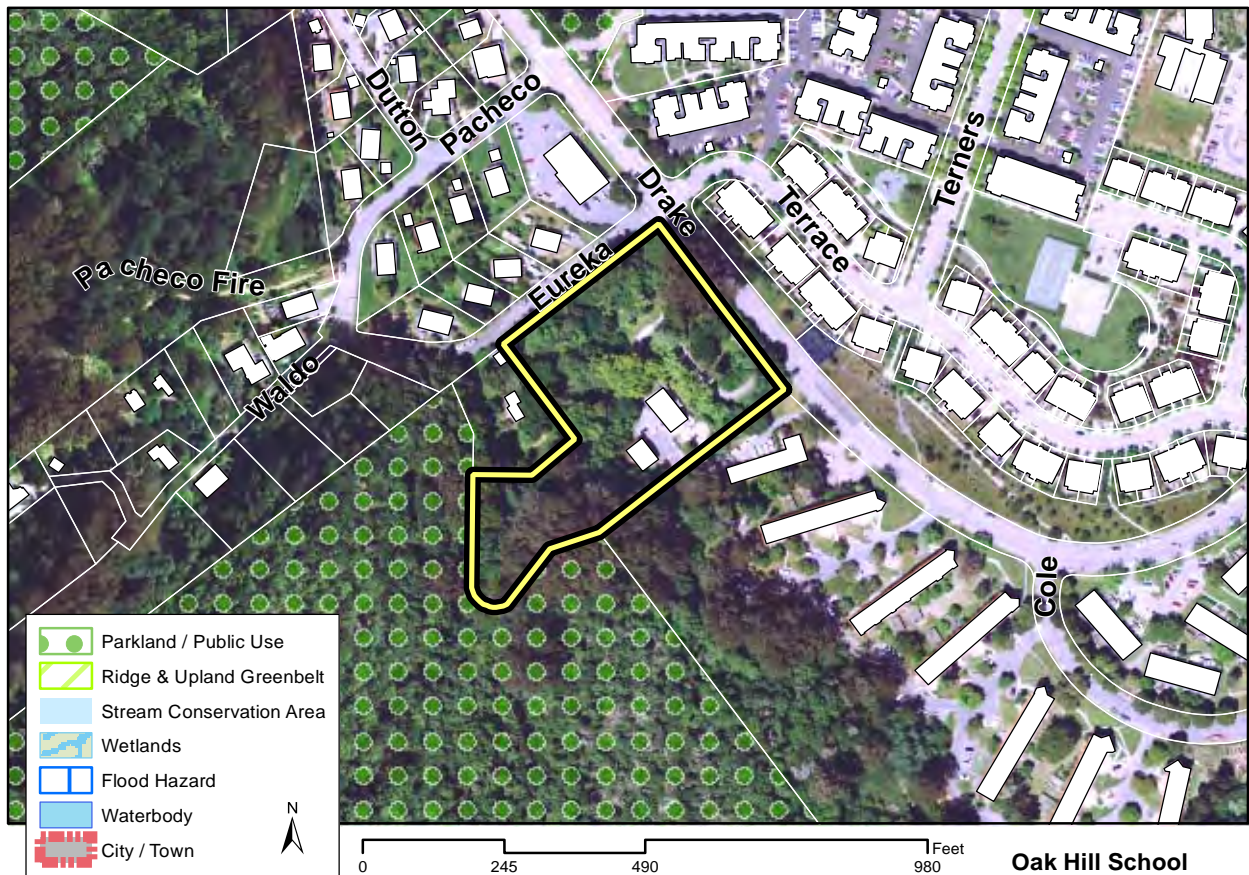 Dutton
Pacheco
Drake
Terrace
Terners
Eureka
Pa checo Fire
Waldo
Cole
Parkland / Public Use
Ridge & Upland Greenbelt
Stream Conservation Area
Wetlands
Flood Hazard
Waterbody
City / Town
N
Feet
0 245 490 980
Oak Hill School